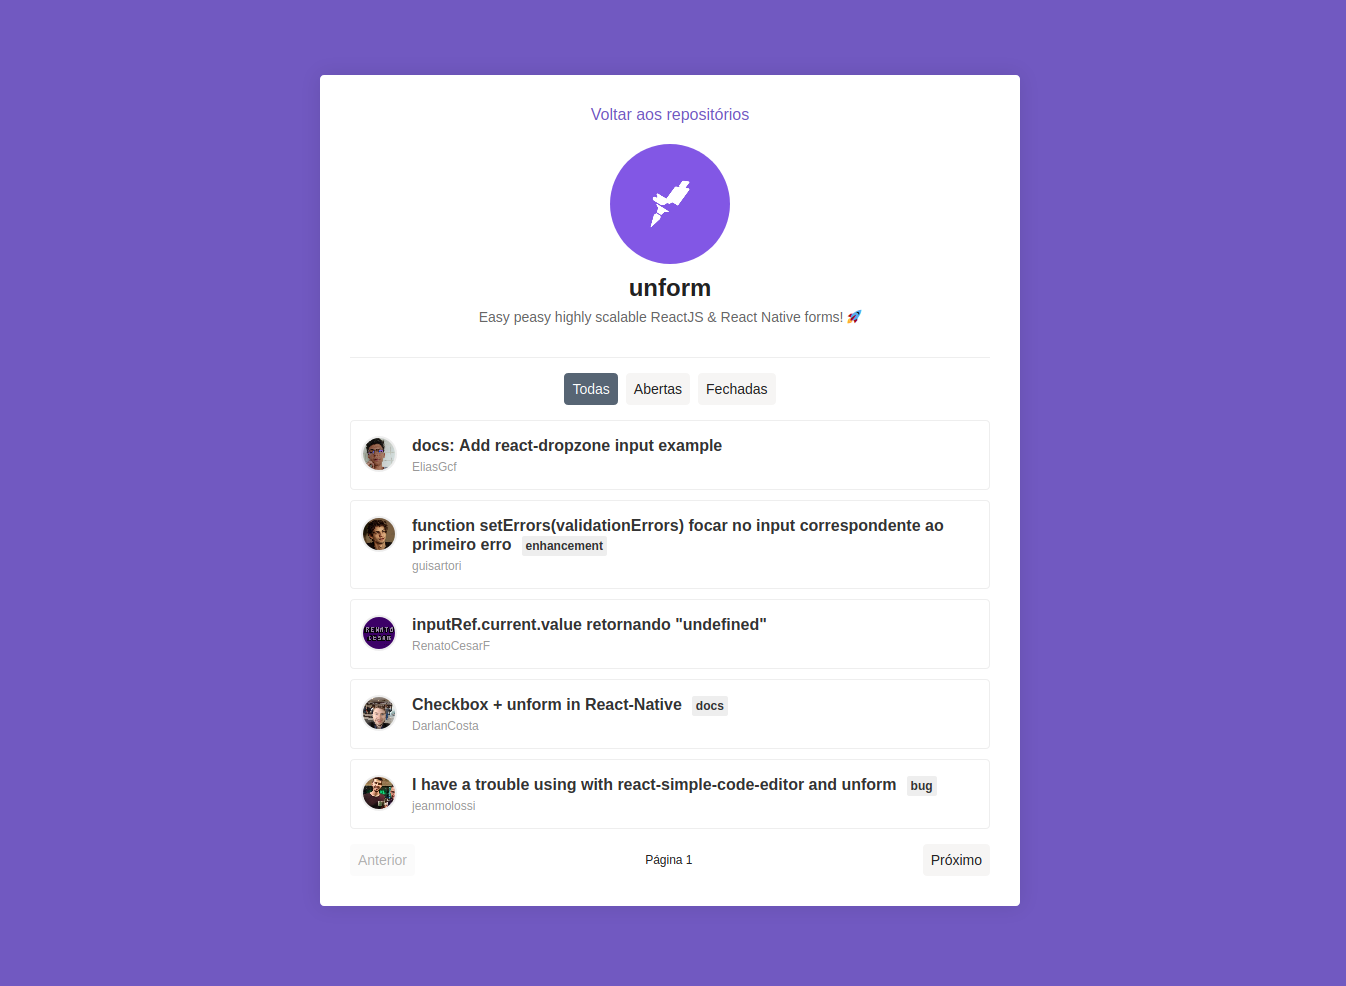 Voltar aos repositórios
unform
Easy peasy highly scalable ReactJS & React Native forms! 🚀
Todas Abertas Fechadas
docs: Add react-dropzone input example
EliasGcf
function setErrors(validationErrors) focar no input correspondente ao
primeiro erro enhancement
guisartori
RENATO
CESAR
inputRef.current.value retornando "undefined"
RenatoCesarF
Checkbox + unform in React-Native docs
DarlanCosta
I have a trouble using with react-simple-code-editor and unform bug
jeanmolossi
Anterior Página 1 Próximo